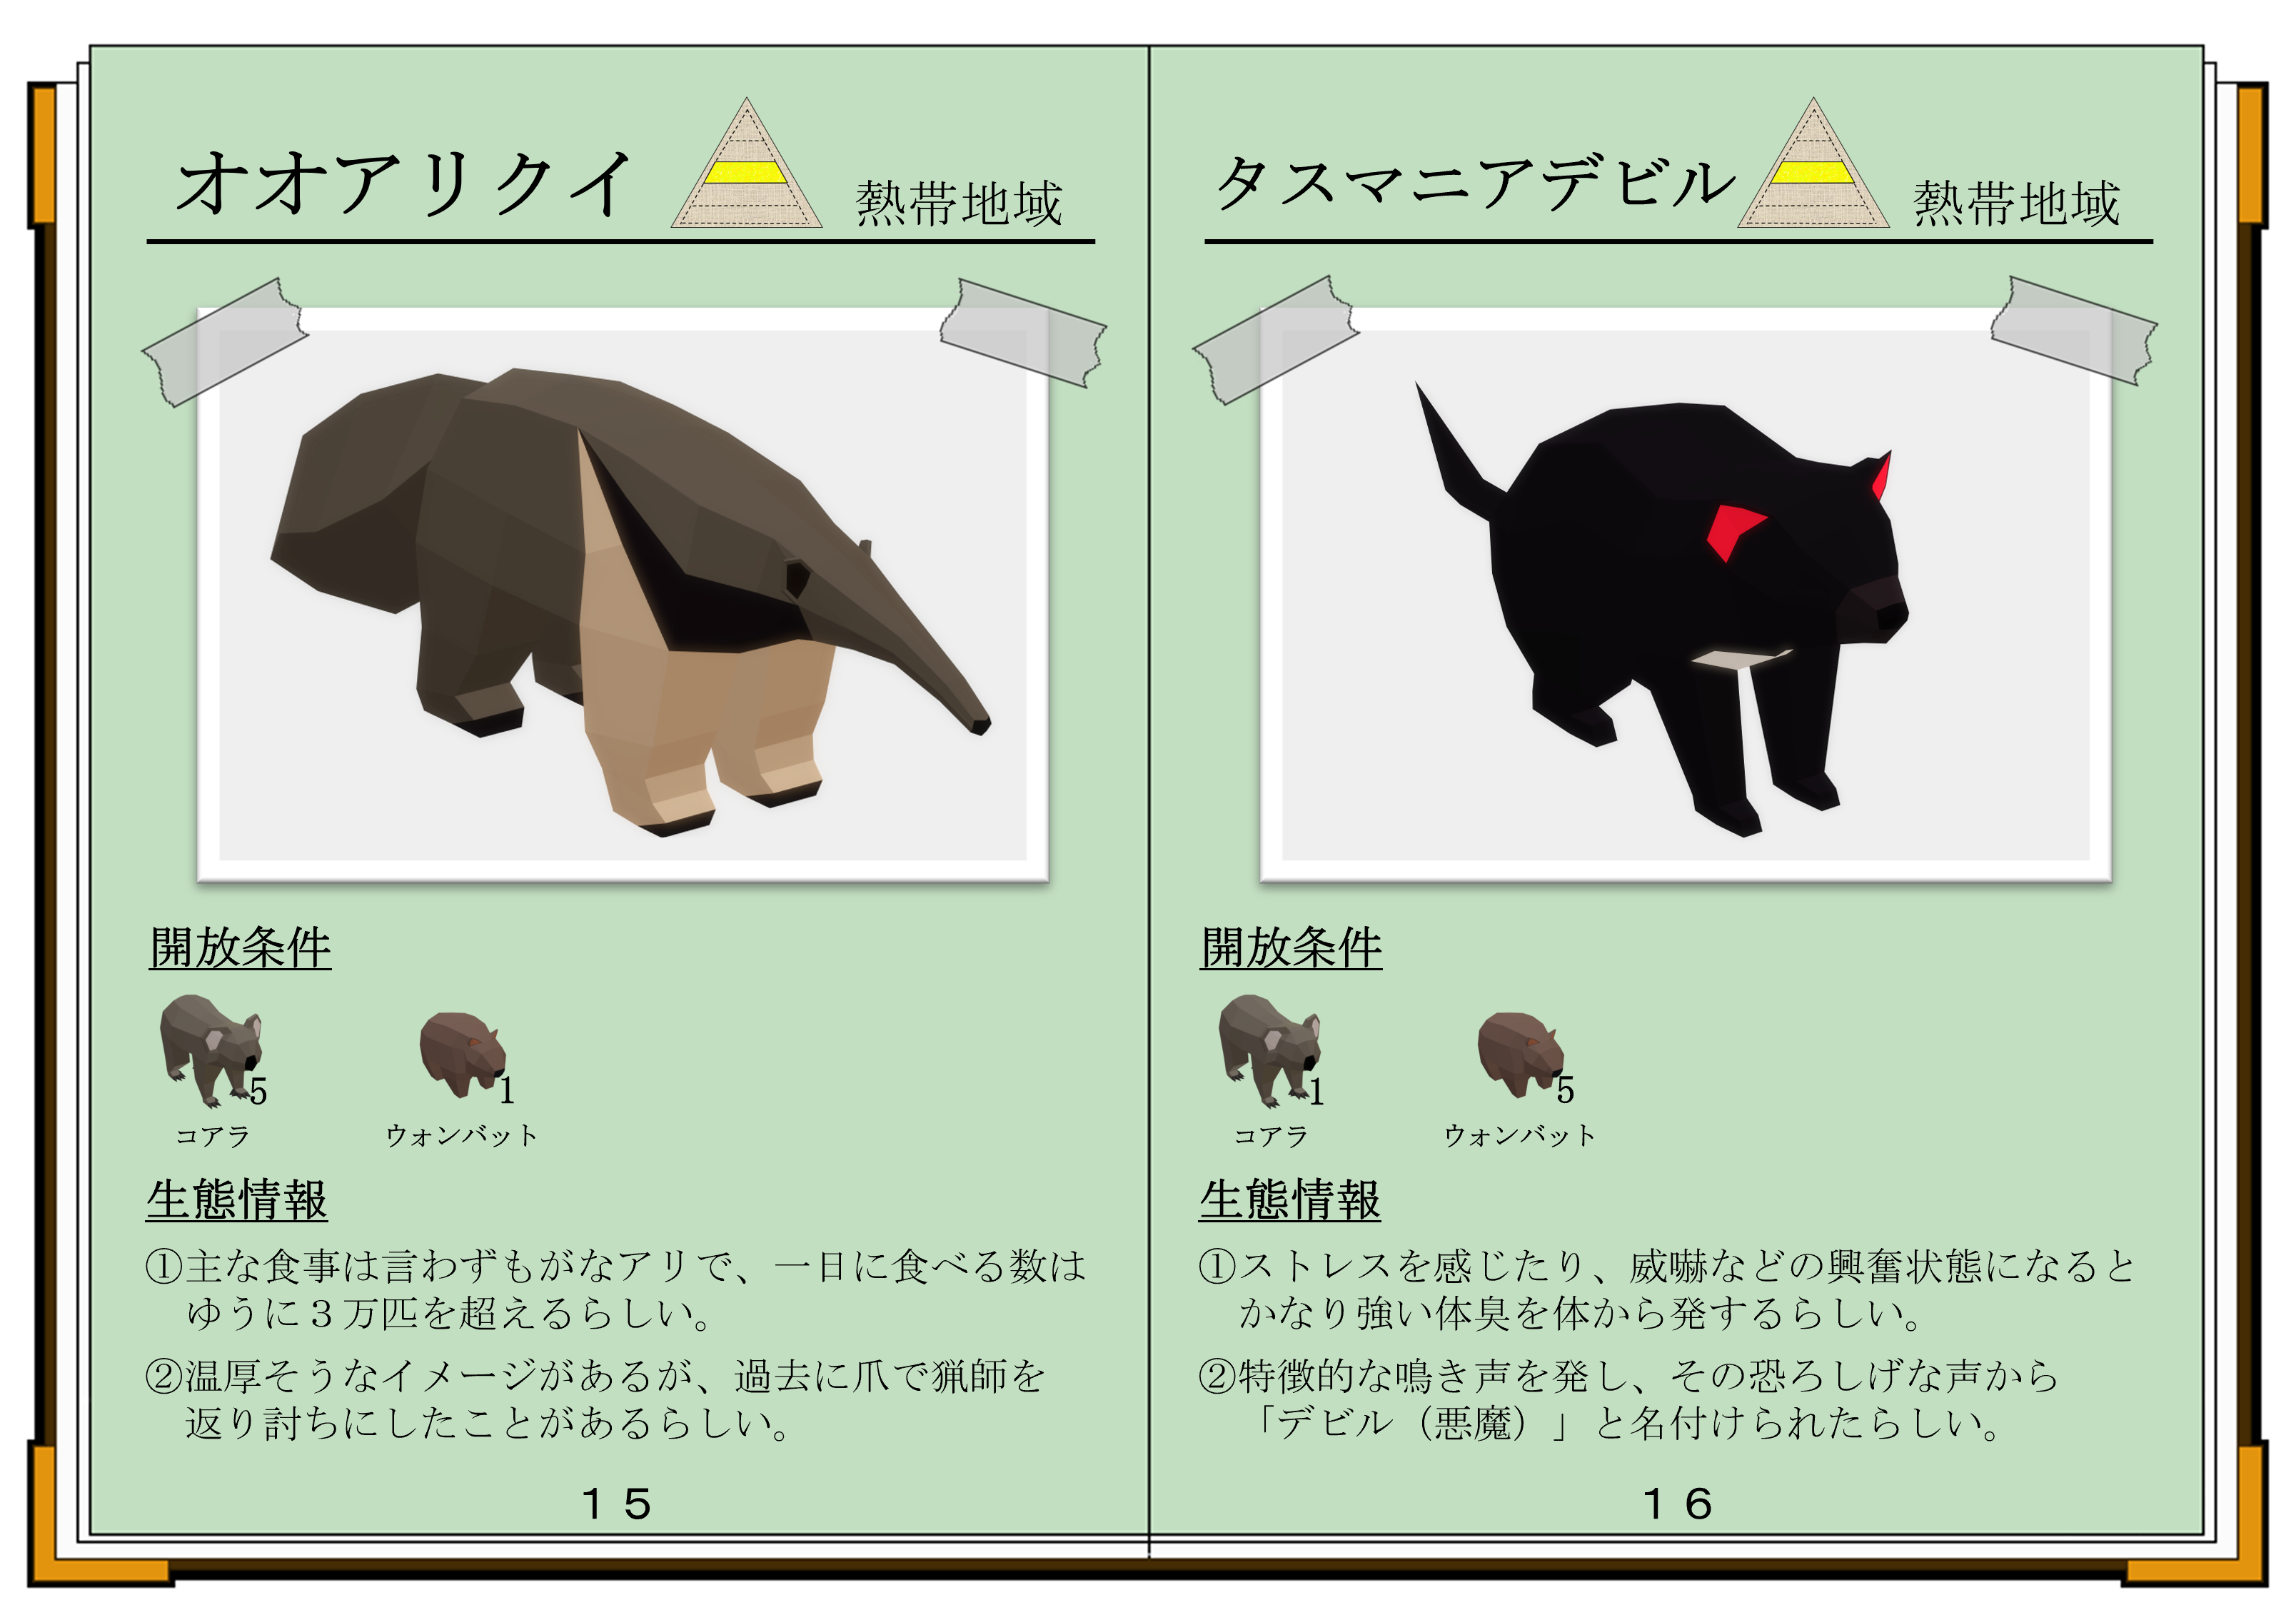 オオアリクイ
熱帯地域
開放条件
5
1
コアラ
ウォンバット
生態情報
①主な食事は言わずもがなアリで、一日に食べる数は
ゆうに３万匹を超えるらしい。
②温厚そうなイメージがあるが、過去に爪で猟師を
返り討ちにしたことがあるらしい。
１５
タスマニアデビル
熱帯地域
開放条件
1
5
コアラ
ウォンバット
生態情報
①ストレスを感じたり、威嚇などの興奮状態になると
かなり強い体臭を体から発するらしい。
②特徴的な鳴き声を発し、その恐ろしげな声から
「デビル（悪魔）」と名付けられたらしい。
１６